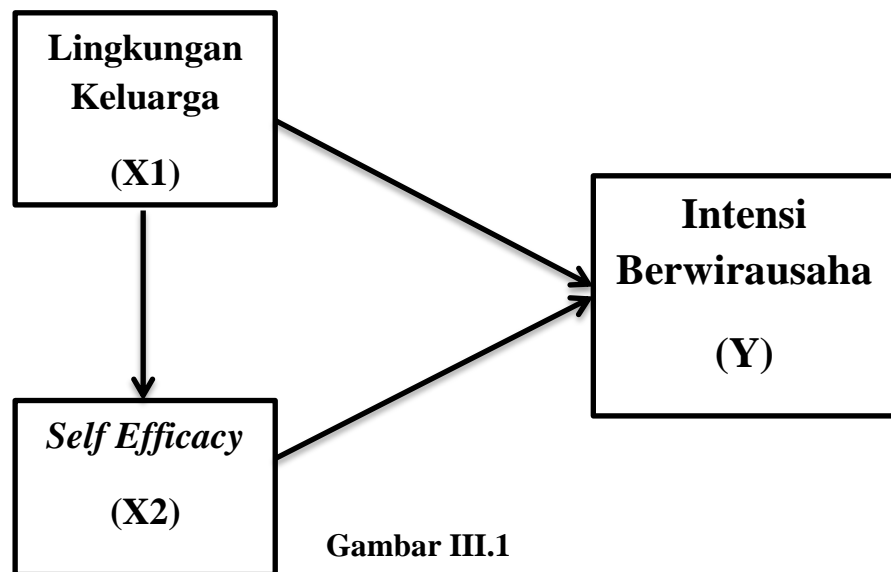 Lingkungan
Keluarga
(X1)
Intensi
Berwirausaha
(Y)
Self Efficacy
(X2)
Gambar III.1